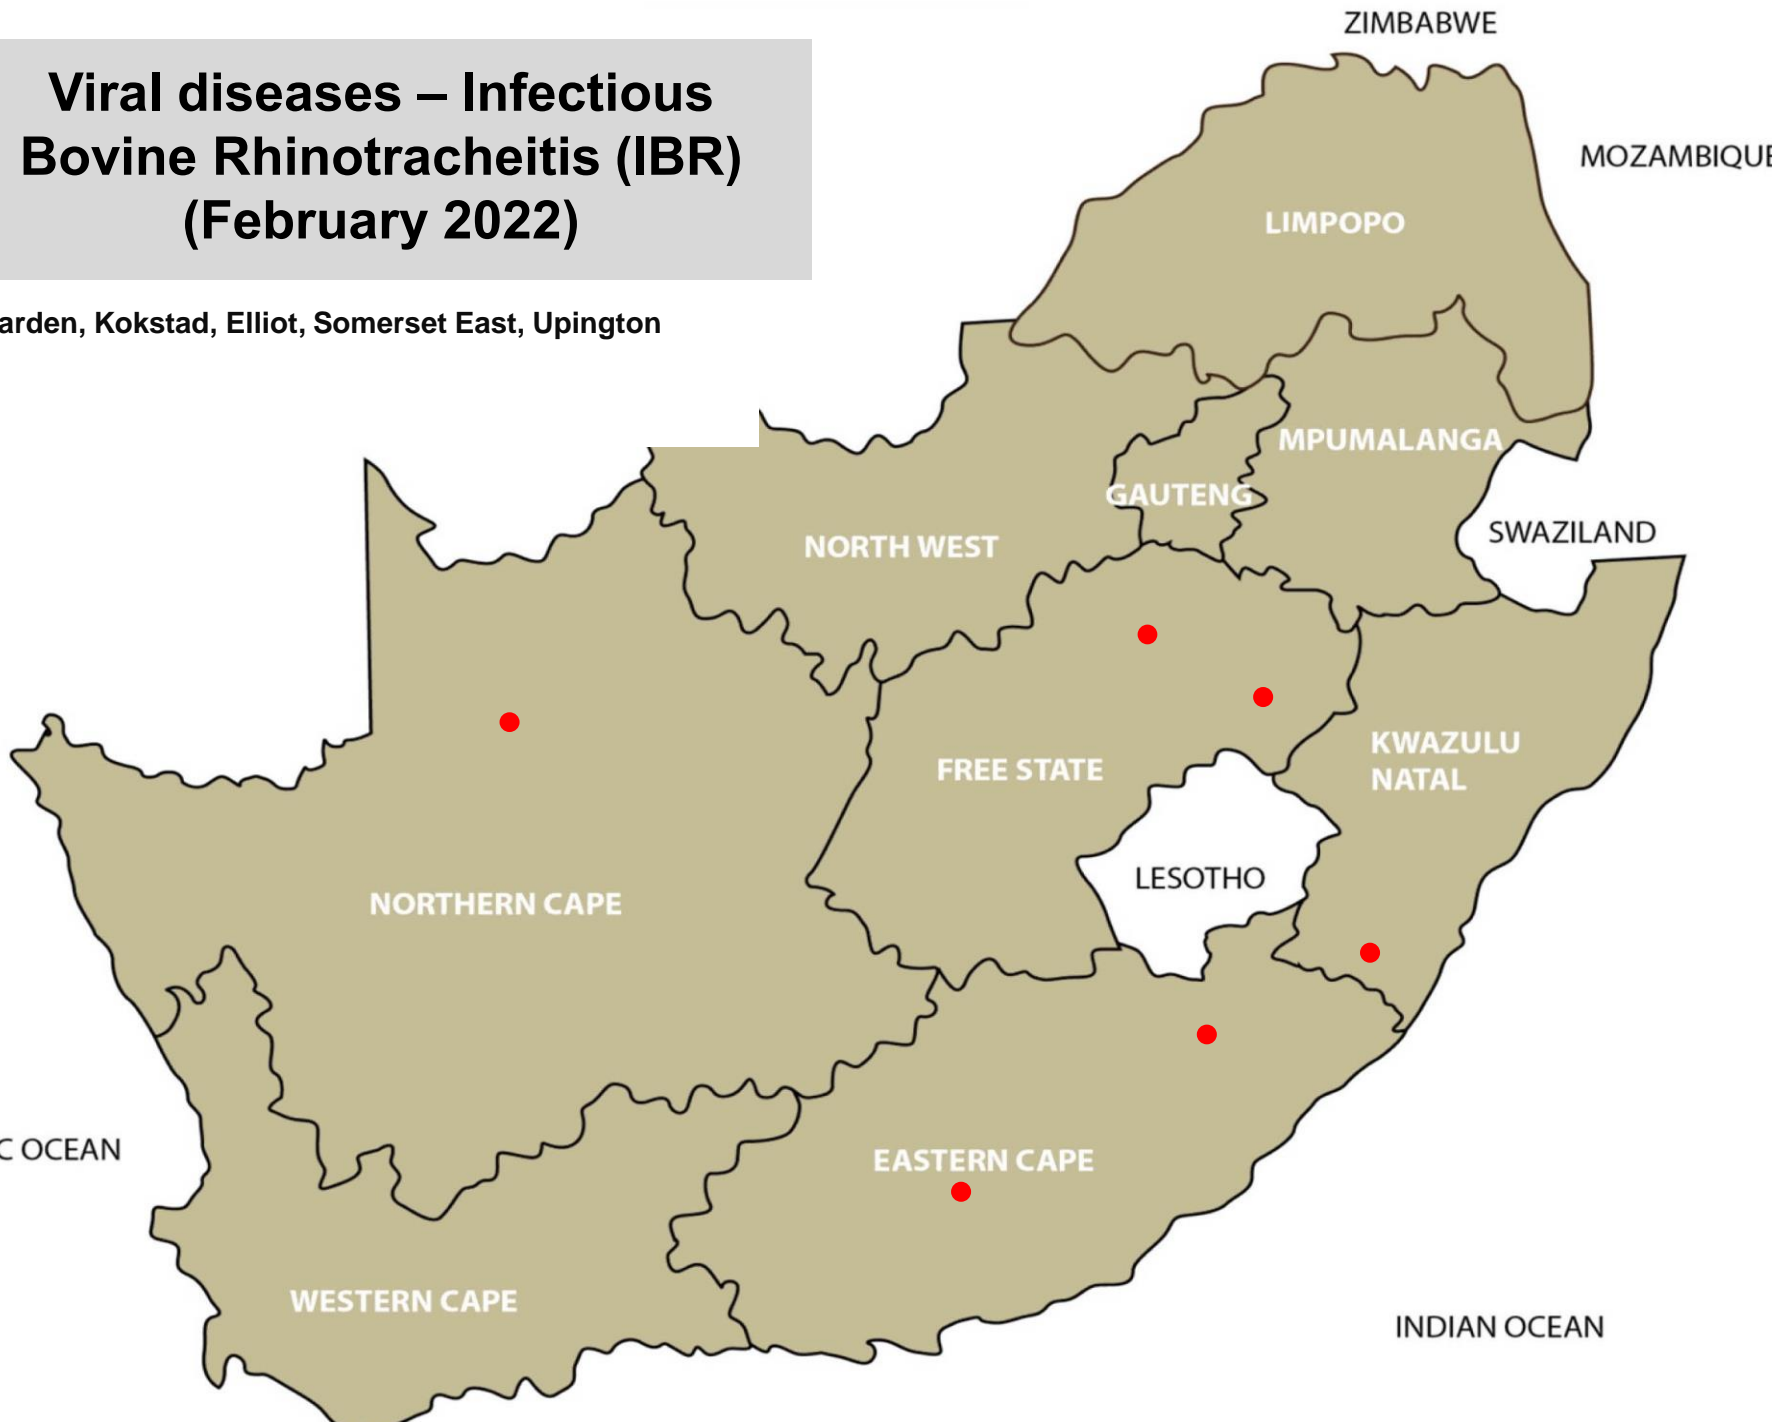 Viral diseases – Infectious
Bovine Rhinotracheitis (IBR)
(February 2022)
arden, Kokstad, Elliot, Somerset East, Upington
ZIMBABWE
MOZAMBIQUE
LIMPOPO
MPUMALANGA
GAUTENG
SWAZILAND
NORTH WEST
KWAZULU
NATAL
FREE STATE
LESOTHO
NORTHERN CAPE
C OCEAN
EASTERN CAPE
WESTERN CAPE
INDIAN OCEAN